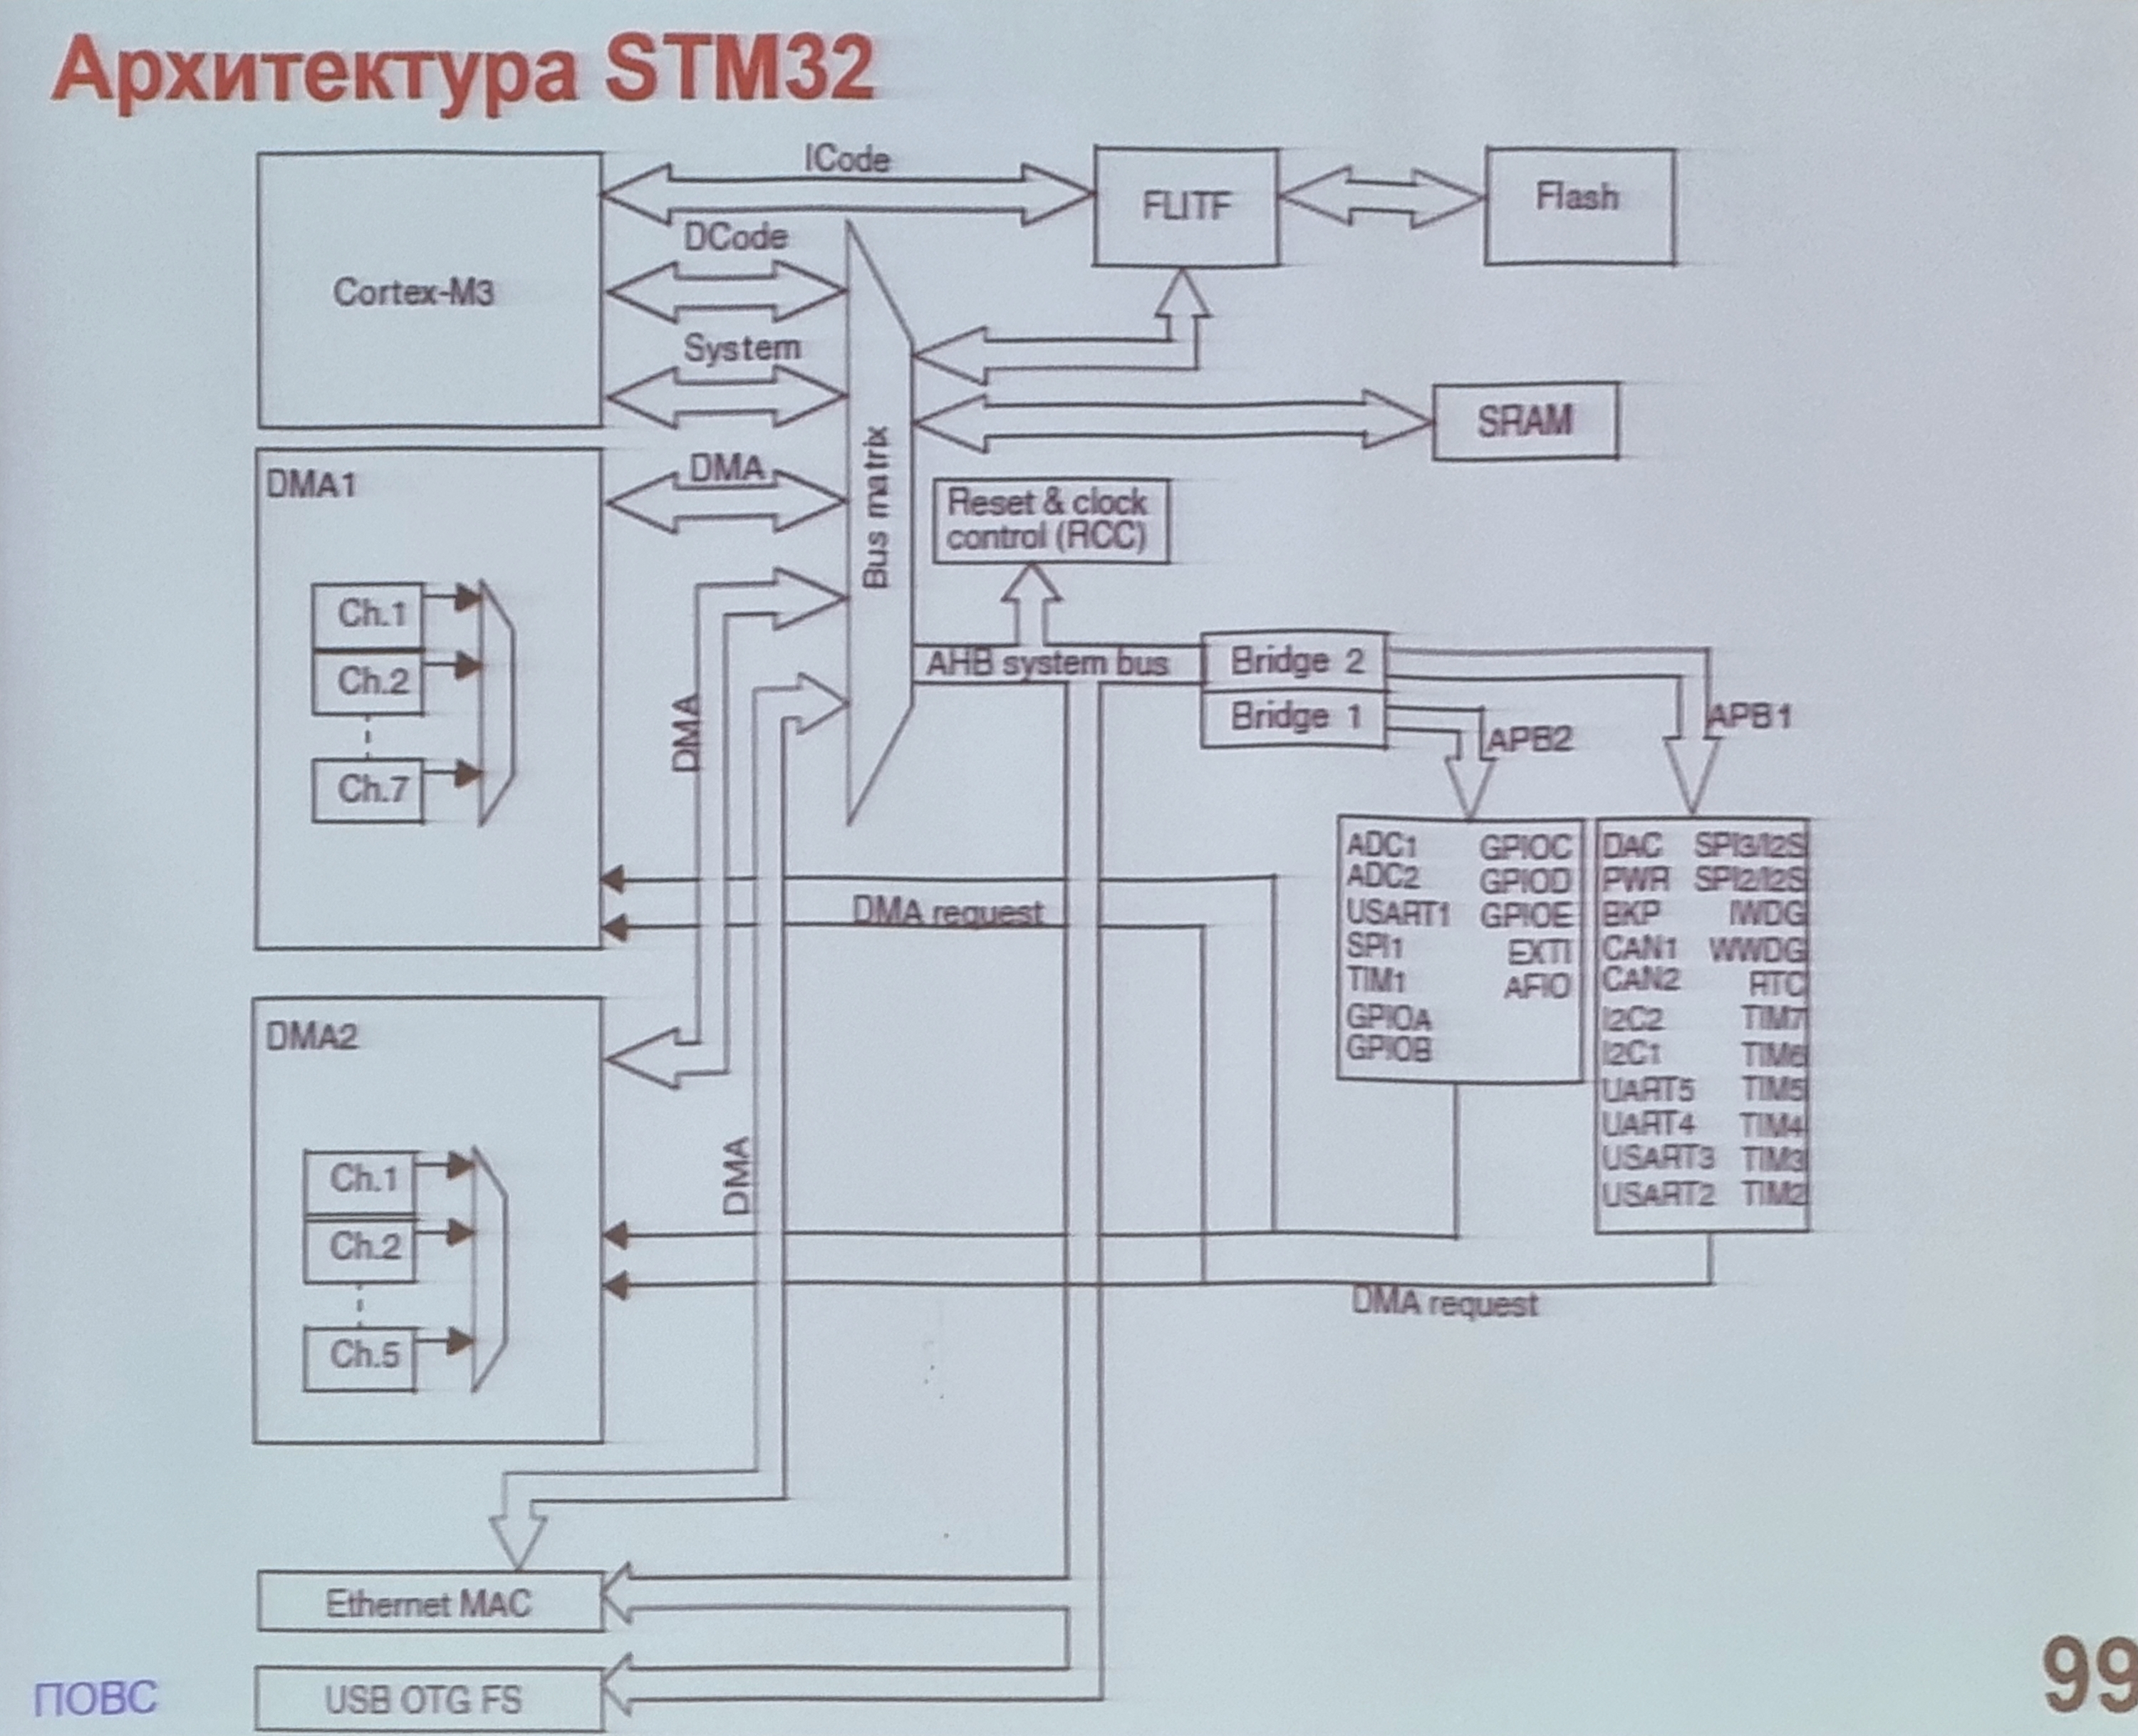 Архитектура STM32
ICode
FLITF
Flash
DCode
Cortex-M3
System
SRAM
DMA
DMA1
Bus matrix
Reset & clock
control (RCC)
Ch.1
Ch.2
Ch.7
AHB system bus
Bridge 2
Bridge 1
APB1
APB2
DMA
DMA request
ADC1 GPIOC
ADC2 GPIOD
USART1 GPIOE
SPI1 EXTI
TIM1 AFIO
GPIOA
GPIOB
DAC SPI3/I2S
PWR SPI2/I2S
BKP IWDG
CAN1 WWDG
CAN2 RTC
I2C2 TIM7
I2C1 TIM6
UART5 TIM5
UART4 TIM4
USART3 TIM3
USART2 TIM2
DMA2
DMA
Ch.1
Ch.2
Ch.5
DMA request
Ethernet MAC
USB OTG FS
ПОВС
99